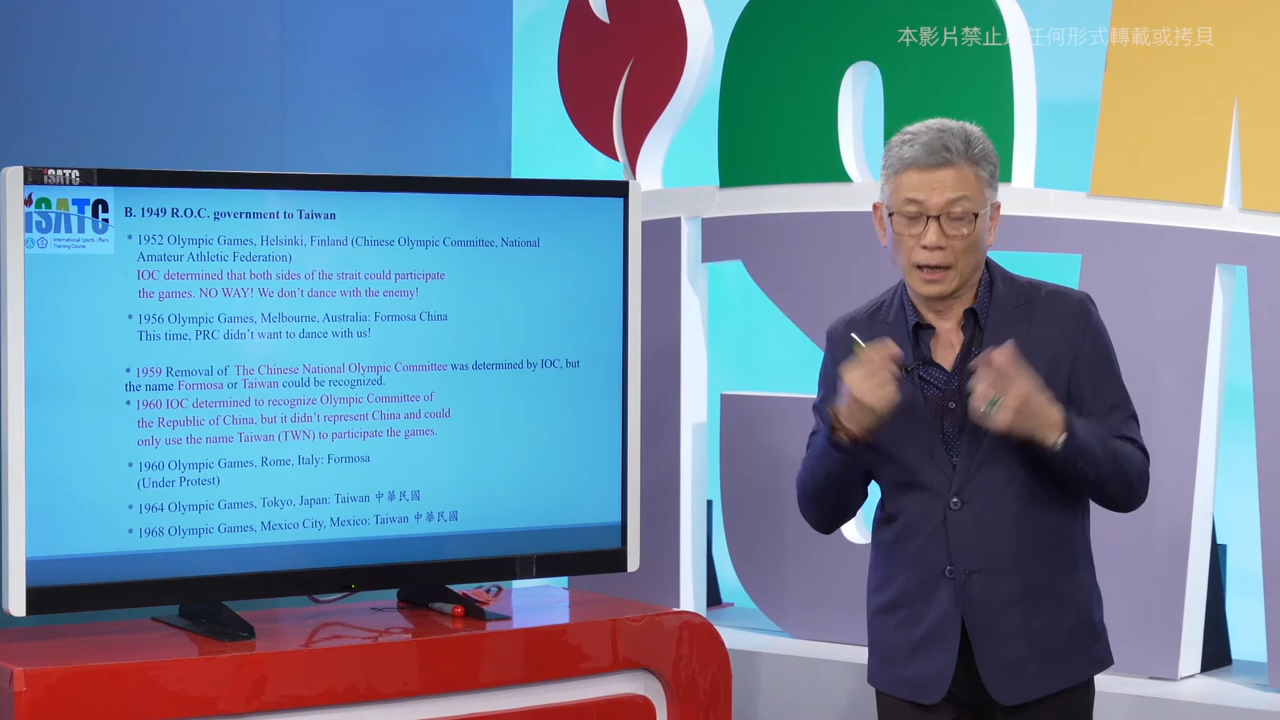 本影片禁止以任何形式轉載或拷貝
iSATC
iSATC
International Sports Affairs
Training Course
B. 1949 R.O.C. government to Taiwan
* 1952 Olympic Games, Helsinki, Finland (Chinese Olympic Committee, National
Amateur Athletic Federation)
IOC determined that both sides of the strait could participate
the games. NO WAY! We don’t dance with the enemy!
* 1956 Olympic Games, Melbourne, Australia: Formosa China
This time, PRC didn’t want to dance with us!
* 1959 Removal of The Chinese National Olympic Committee was determined by IOC, but
the name Formosa or Taiwan could be recognized.
* 1960 IOC determined to recognize Olympic Committee of
the Republic of China, but it didn’t represent China and could
only use the name Taiwan (TWN) to participate the games.
* 1960 Olympic Games, Rome, Italy: Formosa
(Under Protest)
* 1964 Olympic Games, Tokyo, Japan: Taiwan 中華民國
* 1968 Olympic Games, Mexico City, Mexico: Taiwan 中華民國